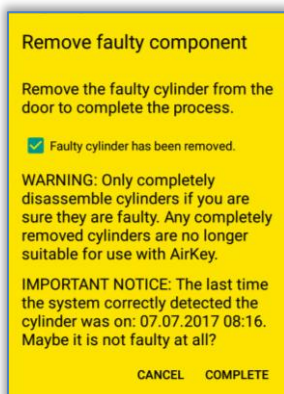 Remove faulty component
Remove the faulty cylinder from the
door to complete the process.
Faulty cylinder has been removed.
WARNING: Only completely
disassemble cylinders if you are
sure they are faulty. Any completely
removed cylinders are no longer
suitable for use with AirKey.
IMPORTANT NOTICE: The last time
the system correctly detected the
cylinder was on: 07.07.2017 08:16.
Maybe it is not faulty at all?
CANCEL COMPLETE